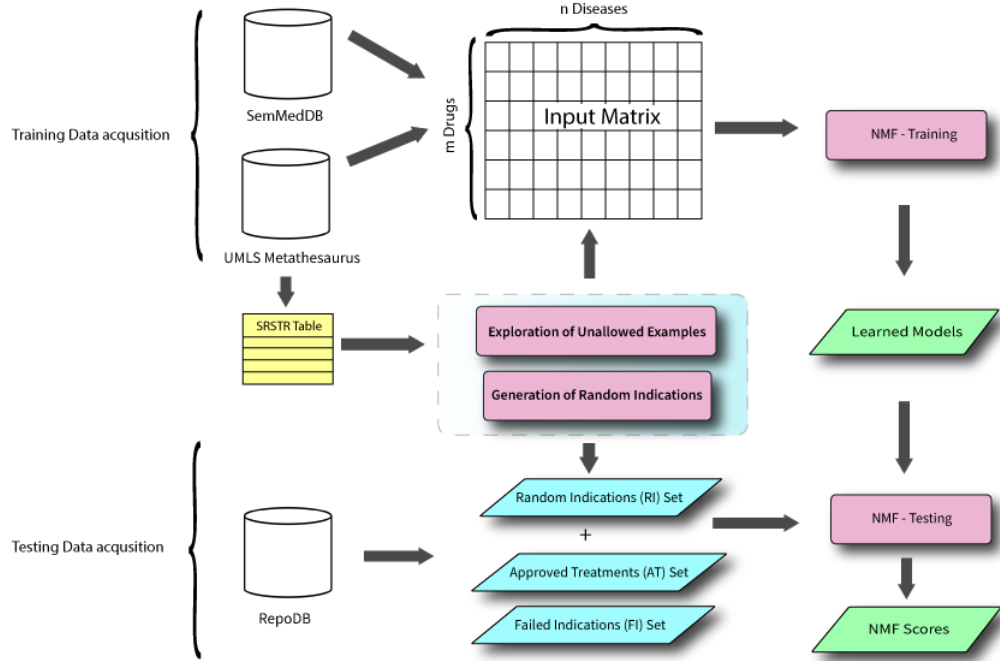 n Diseases
SemMedDB
Training Data acqusition
m Drugs
Input Matrix
NMF - Training
UMLS Metathesaurus
SRSTR Table
Exploration of Unallowed Examples
Generation of Random Indications
Learned Models
Random Indications (RI) Set
+
NMF - Testing
Testing Data acqusition
Approved Treatments (AT) Set
RepoDB
Failed Indications (FI) Set
NMF Scores